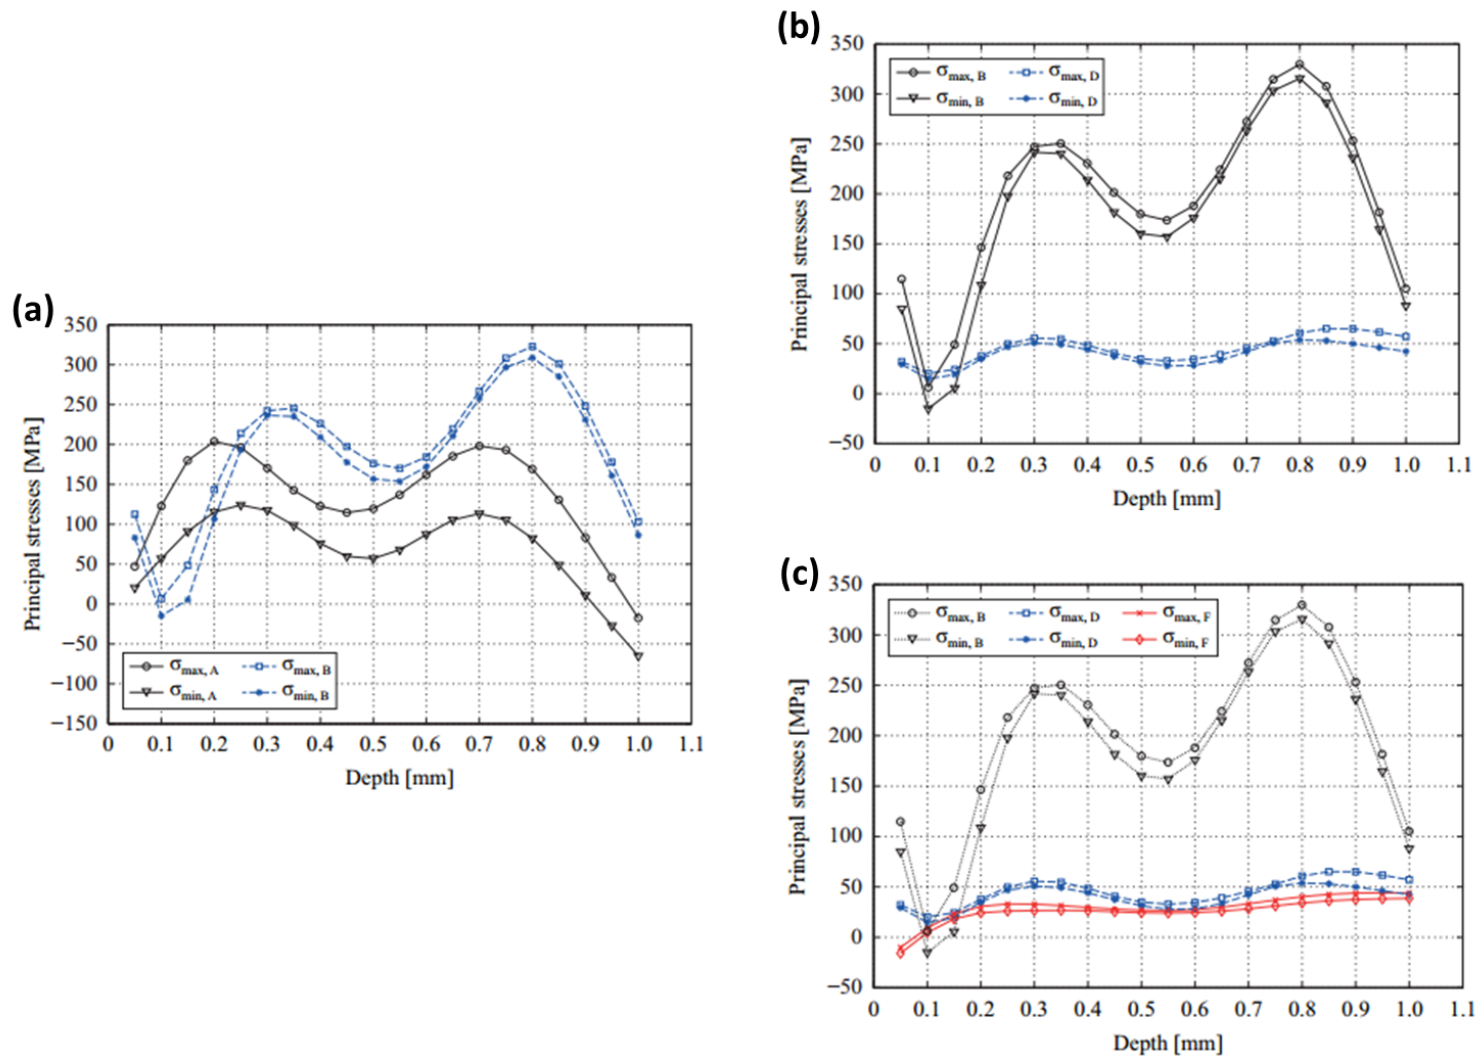 (a)
350
300
250
200
150
100
50
0
−50
−100
−150
Principal stresses [MPa]
σmax, A σmax, B
σmin, A σmin, B
0 0.1 0.2 0.3 0.4 0.5 0.6 0.7 0.8 0.9 1.0 1.1
Depth [mm]
(b)
350
300
250
200
150
100
50
0
−50
Principal stresses [MPa]
σmax, B σmax, D
σmin, B σmin, D
0 0.1 0.2 0.3 0.4 0.5 0.6 0.7 0.8 0.9 1.0 1.1
Depth [mm]
(c)
350
300
250
200
150
100
50
0
−50
Principal stresses [MPa]
σmax, B σmax, D σmax, F
σmin, B σmin, D σmin, F
0 0.1 0.2 0.3 0.4 0.5 0.6 0.7 0.8 0.9 1.0 1.1
Depth [mm]